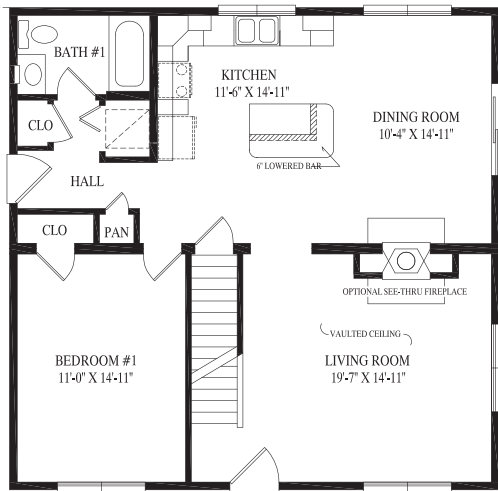 BATH #1
KITCHEN
11'-6" X 14'-11"
DINING ROOM
10'-4" X 14'-11"
CLO
6" LOWERED BAR
HALL
CLO
PAN
OPTIONAL SEE-THRU FIREPLACE
VAULTED CEILING
BEDROOM #1
11'-0" X 14'-11"
LIVING ROOM
19'-7" X 14'-11"